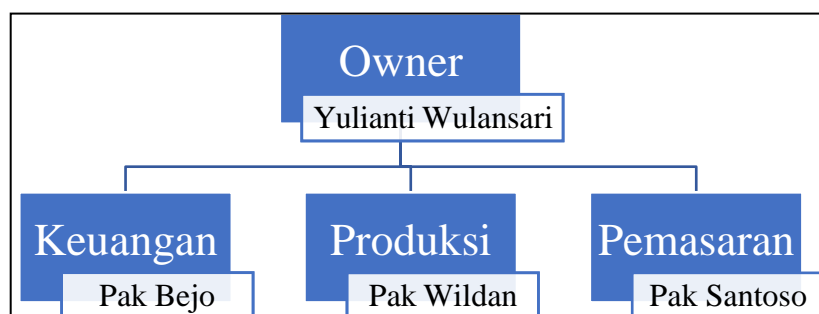 Owner
Yulianti Wulansari
Keuangan
Pak Bejo
Produksi
Pak Wildan
Pemasaran
Pak Santoso